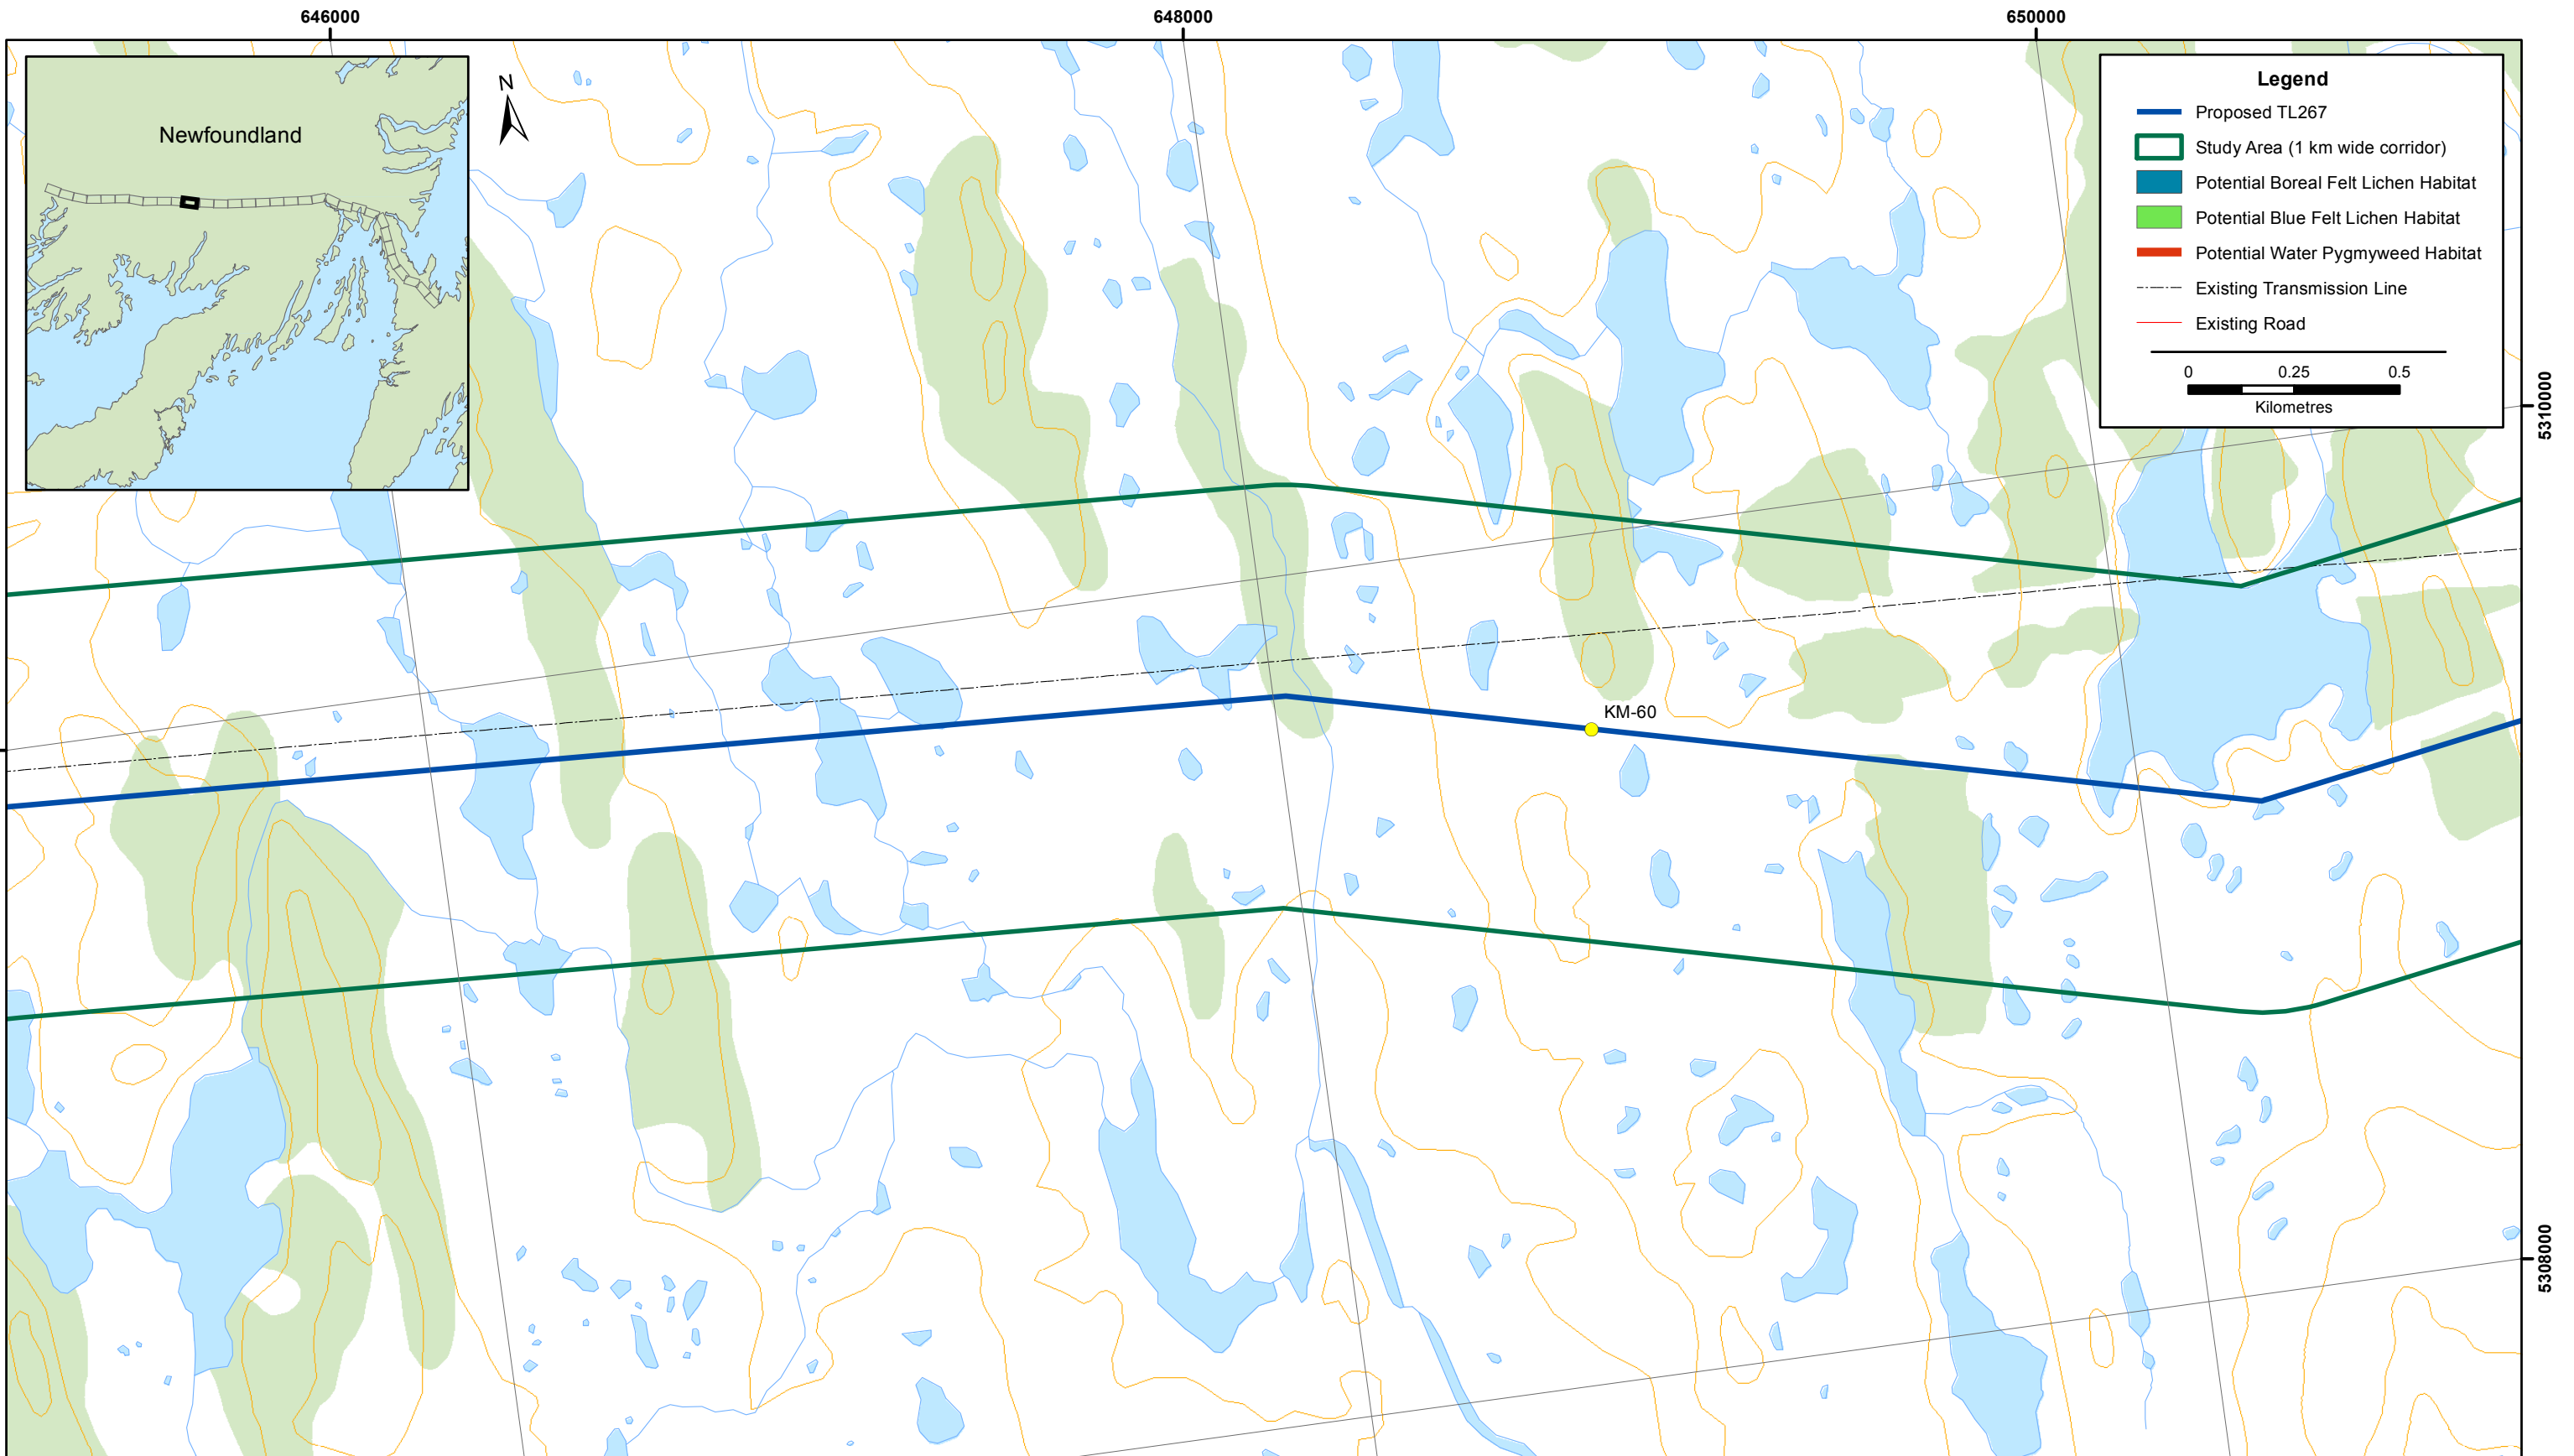 646000
648000
650000
Newfoundland
N
Legend
Proposed TL267
Study Area (1 km wide corridor)
Potential Boreal Felt Lichen Habitat
Potential Blue Felt Lichen Habitat
Potential Water Pygmyweed Habitat
Existing Transmission Line
Existing Road
0 0.25 0.5
Kilometres
5310000
KM-60
5308000